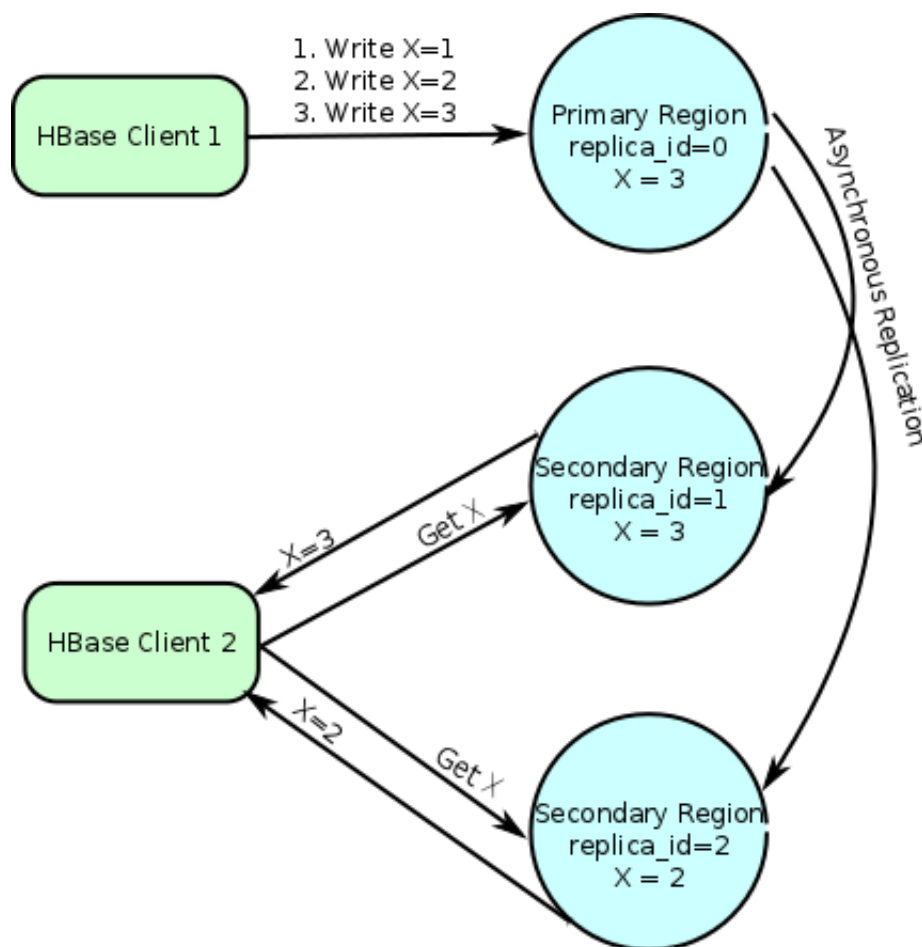 1. Write X=1
2. Write X=2
3. Write X=3
HBase Client 1
Primary Region
replica_id=0
X = 3
Asynchronous Replication
Secondary Region
replica_id=1
X = 3
X=3
Get X
HBase Client 2
X=2
Get X
Secondary Region
replica_id=2
X = 2